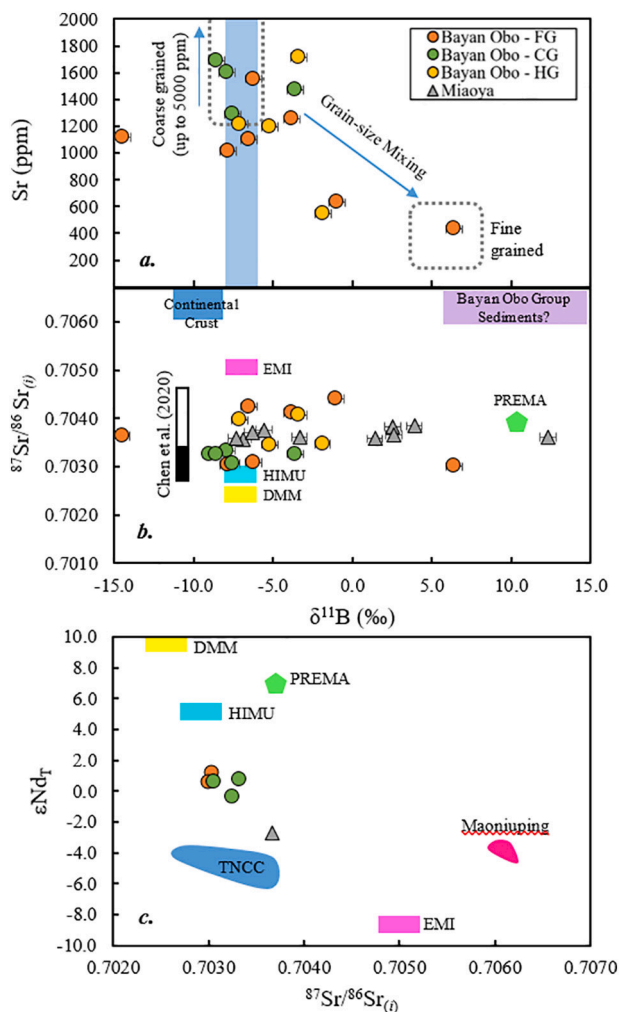 2000
1800
1600
1400
1200
1000
800
600
400
200
Sr (ppm)
Coarse grained
(up to 5000 ppm)
Bayan Obo - FG
Bayan Obo - CG
Bayan Obo - HG
Miaoya
Grain-size Mixing
Fine
grained
a.
0.7060
0.7050
0.7040
0.7030
0.7020
0.7010
⁸⁷Sr/⁸⁶ Sr(i)
Continental
Crust
Bayan Obo Group
Sediments?
EMI
PREMA
Chen et al. (2020)
HIMU
DMM
b.
-15.0
-10.0
-5.0
0.0
5.0
10.0
15.0
δ¹¹B (‰)
10.0
8.0
6.0
4.0
2.0
0.0
-2.0
-4.0
-6.0
-8.0
-10.0
εNdT
DMM
PREMA
HIMU
Maoniuping
TNCC
EMI
c.
0.7020
0.7030
0.7040
0.7050
0.7060
0.7070
⁸⁷Sr/⁸⁶Sr(i)